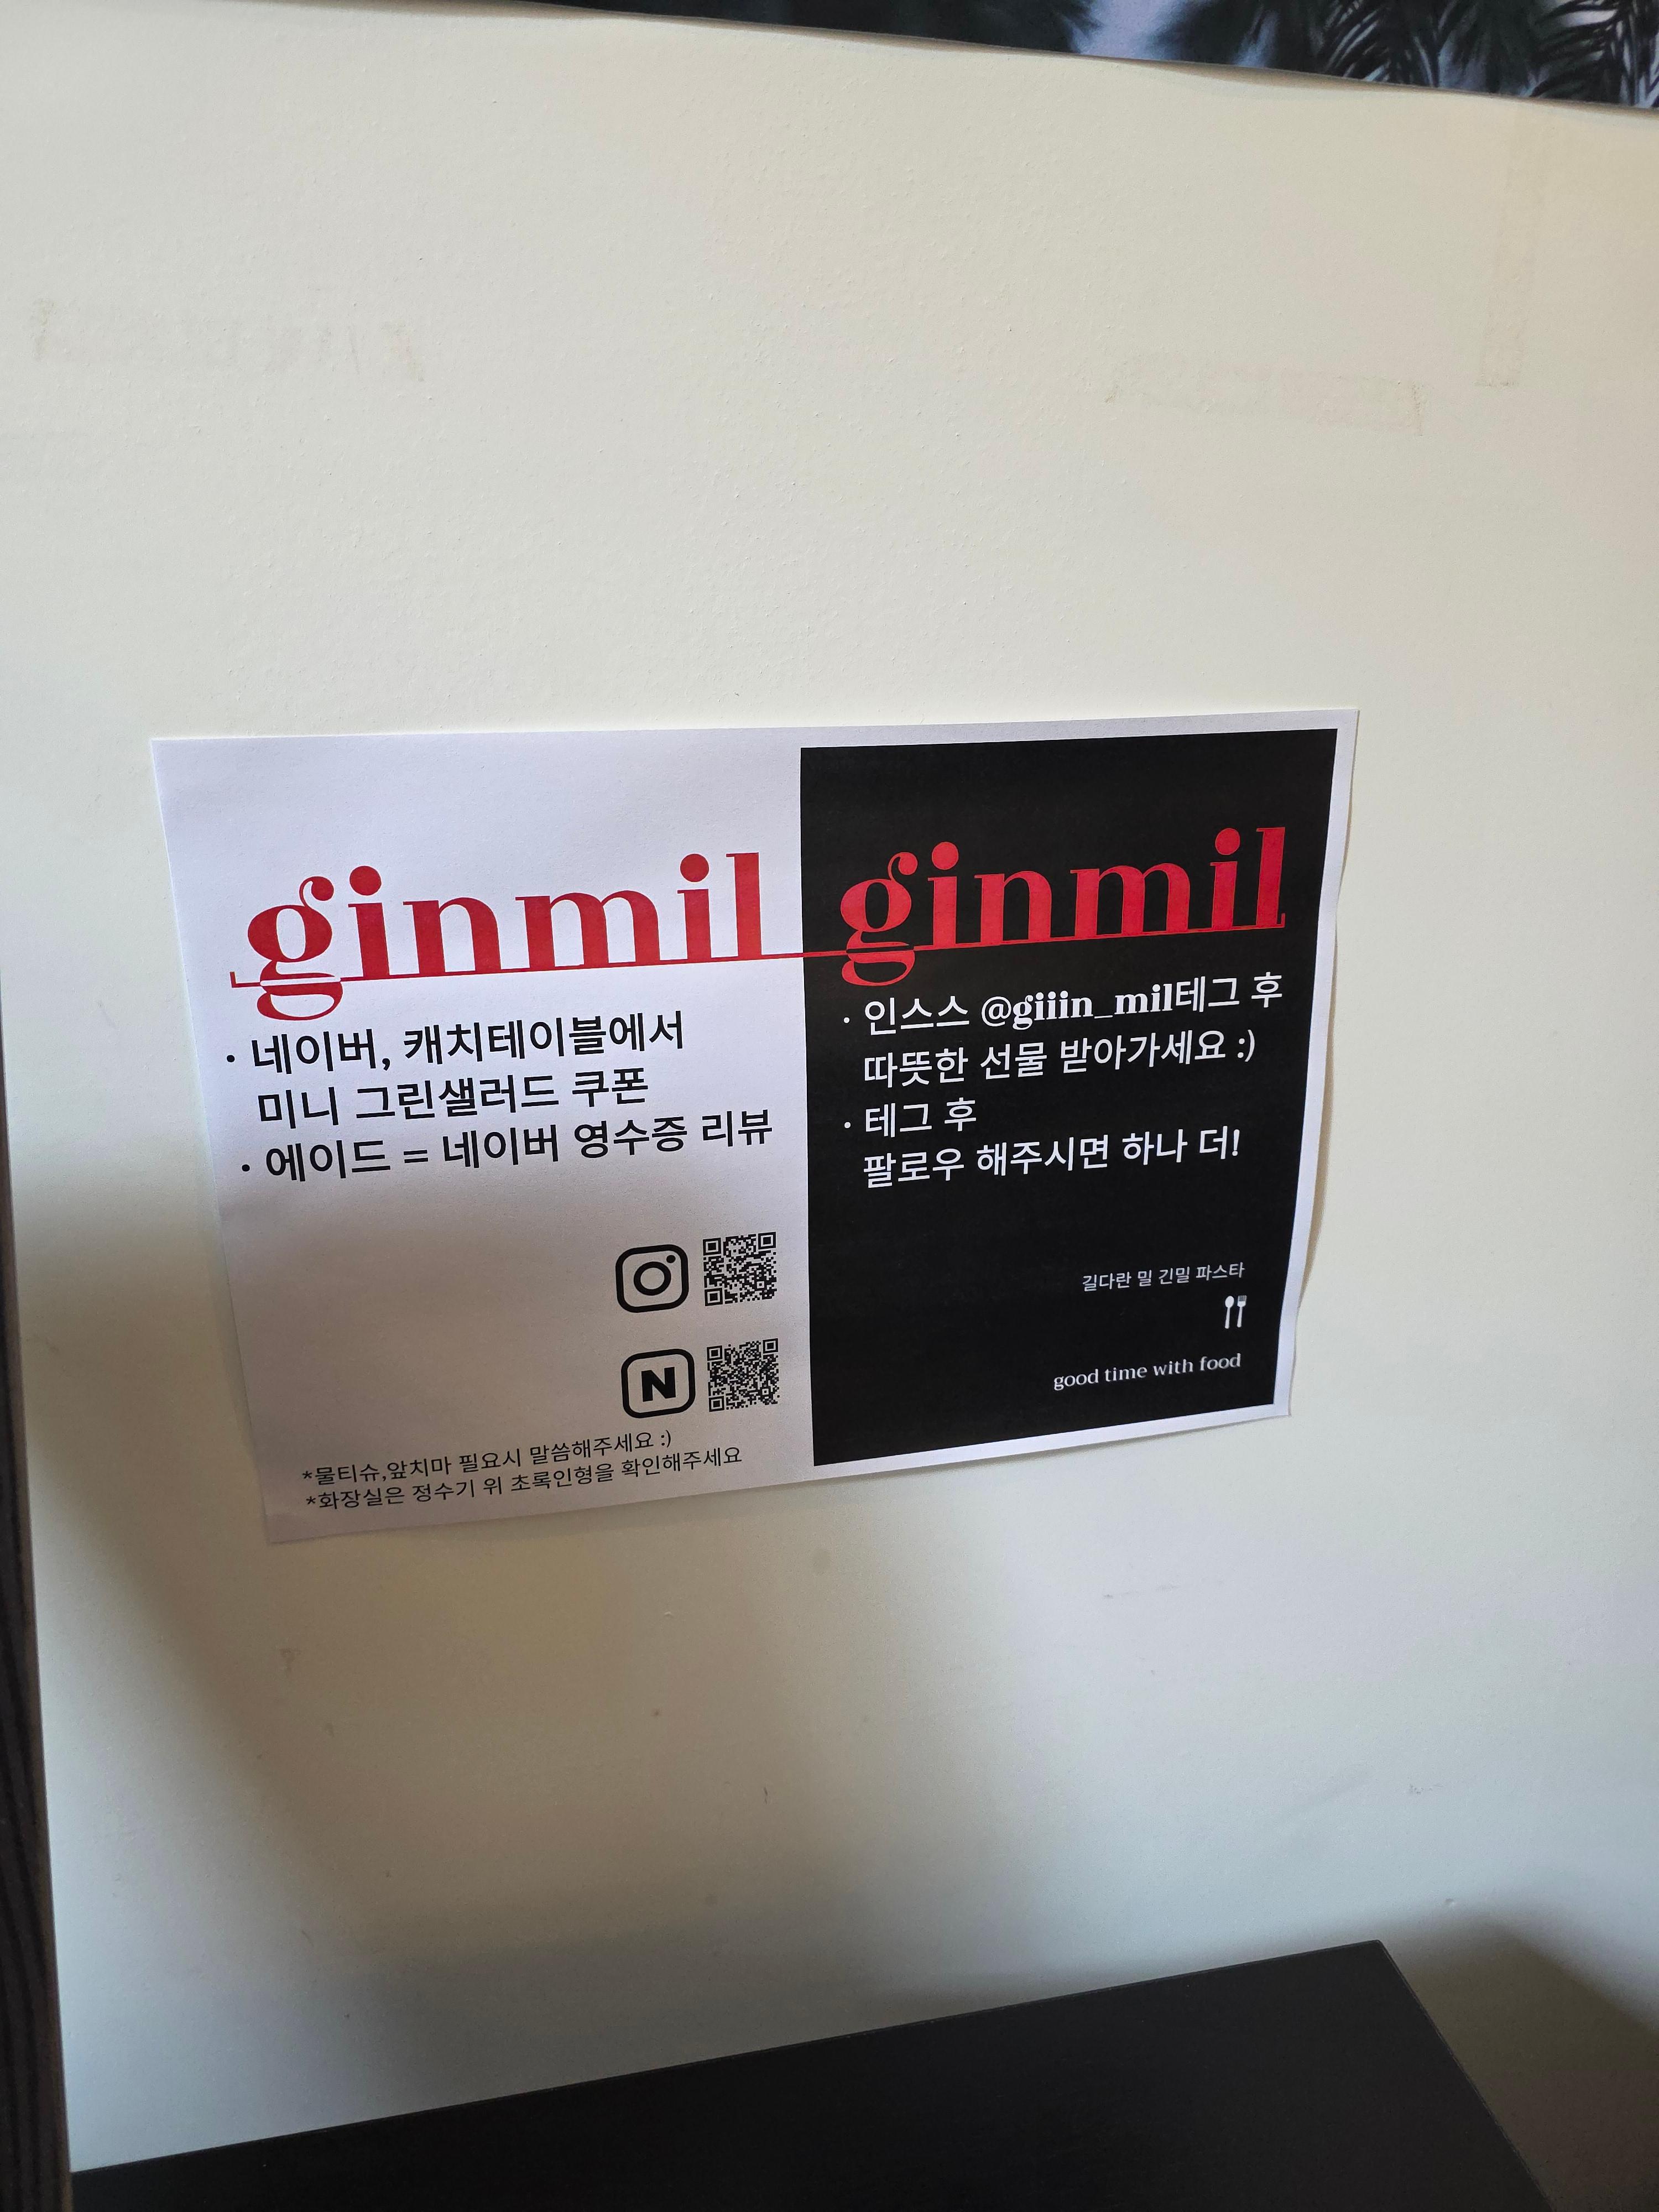 ginmil
· 네이버, 캐치테이블에서
미니 그린샐러드 쿠폰
· 에이드 = 네이버 영수증 리뷰
N
*물티슈,앞치마 필요시 말씀해주세요 :)
*화장실은 정수기 위 초록인형을 확인해주세요
ginmil
· 인스스 @giiin_mil테그 후
따뜻한 선물 받아가세요 :)
· 테그 후
팔로우 해주시면 하나 더!
길다란 밀 긴밀 파스타
good time with food